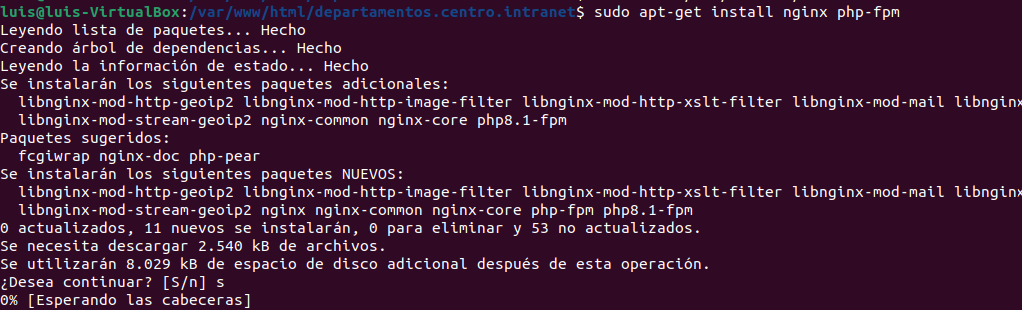 luis@luis-VirtualBox:/var/www/html/departamentos.centro.intranet$ sudo apt-get install nginx php-fpm
Leyendo lista de paquetes... Hecho
Creando árbol de dependencias... Hecho
Leyendo la información de estado... Hecho
Se instalarán los siguientes paquetes adicionales:
  libnginx-mod-http-geoip2 libnginx-mod-http-image-filter libnginx-mod-http-xslt-filter libnginx-mod-mail libnginx
  libnginx-mod-stream-geoip2 nginx-common nginx-core php8.1-fpm
Paquetes sugeridos:
  fcgiwrap nginx-doc php-pear
Se instalarán los siguientes paquetes NUEVOS:
  libnginx-mod-http-geoip2 libnginx-mod-http-image-filter libnginx-mod-http-xslt-filter libnginx-mod-mail libnginx
  libnginx-mod-stream-geoip2 nginx nginx-common nginx-core php-fpm php8.1-fpm
0 actualizados, 11 nuevos se instalarán, 0 para eliminar y 53 no actualizados.
Se necesita descargar 2.540 kB de archivos.
Se utilizarán 8.029 kB de espacio de disco adicional después de esta operación.
¿Desea continuar? [S/n] s
0% [Esperando las cabeceras]